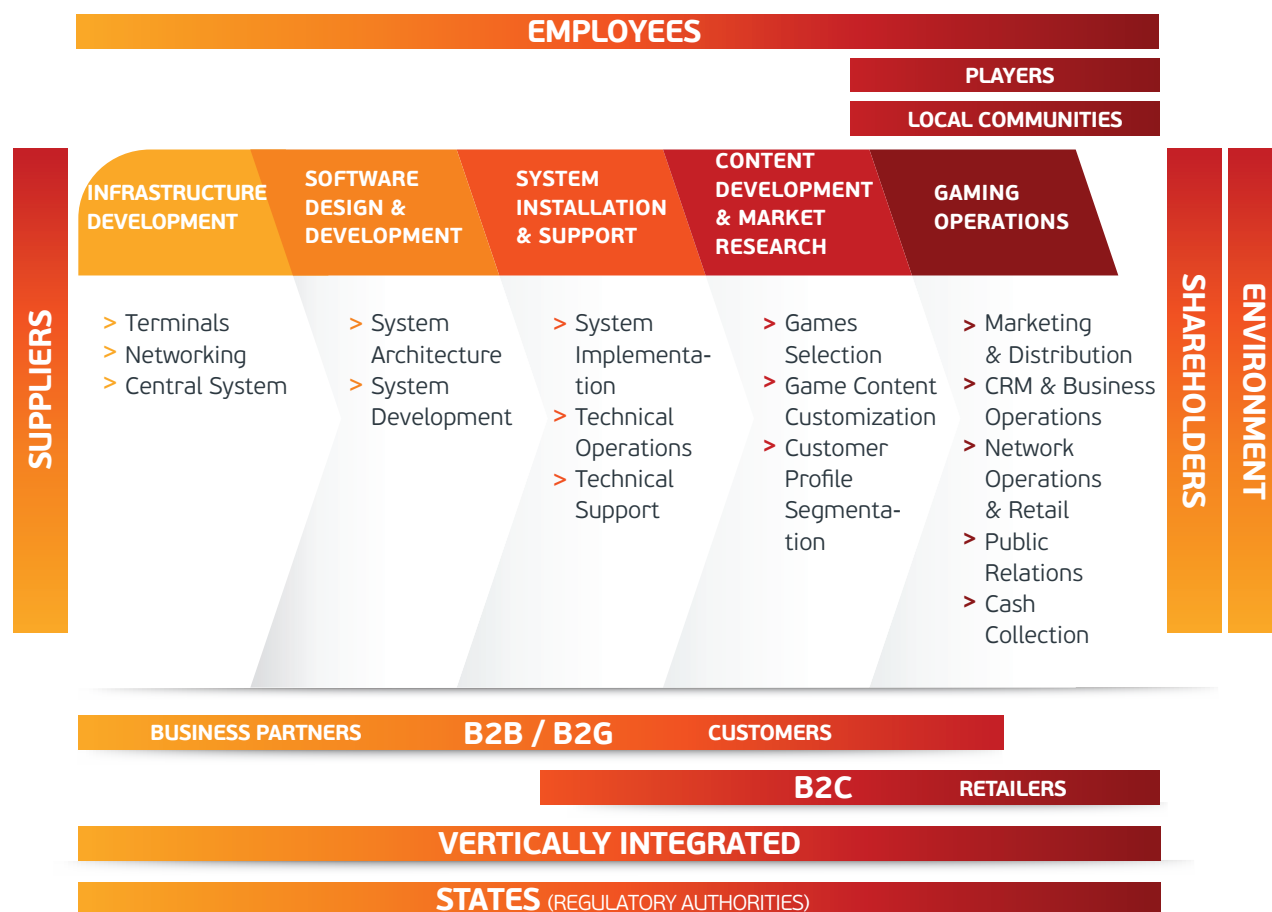 EMPLOYEES
PLAYERS
LOCAL COMMUNITIES
SUPPLIERS
INFRASTRUCTURE
DEVELOPMENT
> Terminals
> Networking
> Central System
SOFTWARE
DESIGN &
DEVELOPMENT
> System
Architecture
> System
Development
SYSTEM
INSTALLATION
& SUPPORT
> System
Implementa-
tion
> Technical
Operations
> Technical
Support
CONTENT
DEVELOPMENT
& MARKET
RESEARCH
> Games
Selection
> Game Content
Customization
> Customer
Profile
Segmenta-
tion
GAMING
OPERATIONS
> Marketing
& Distribution
> CRM & Business
Operations
> Network
Operations
& Retail
> Public
Relations
> Cash
Collection
SHAREHOLDERS
ENVIRONMENT
BUSINESS PARTNERS B2B / B2G CUSTOMERS
B2C RETAILERS
VERTICALLY INTEGRATED
STATES (REGULATORY AUTHORITIES)